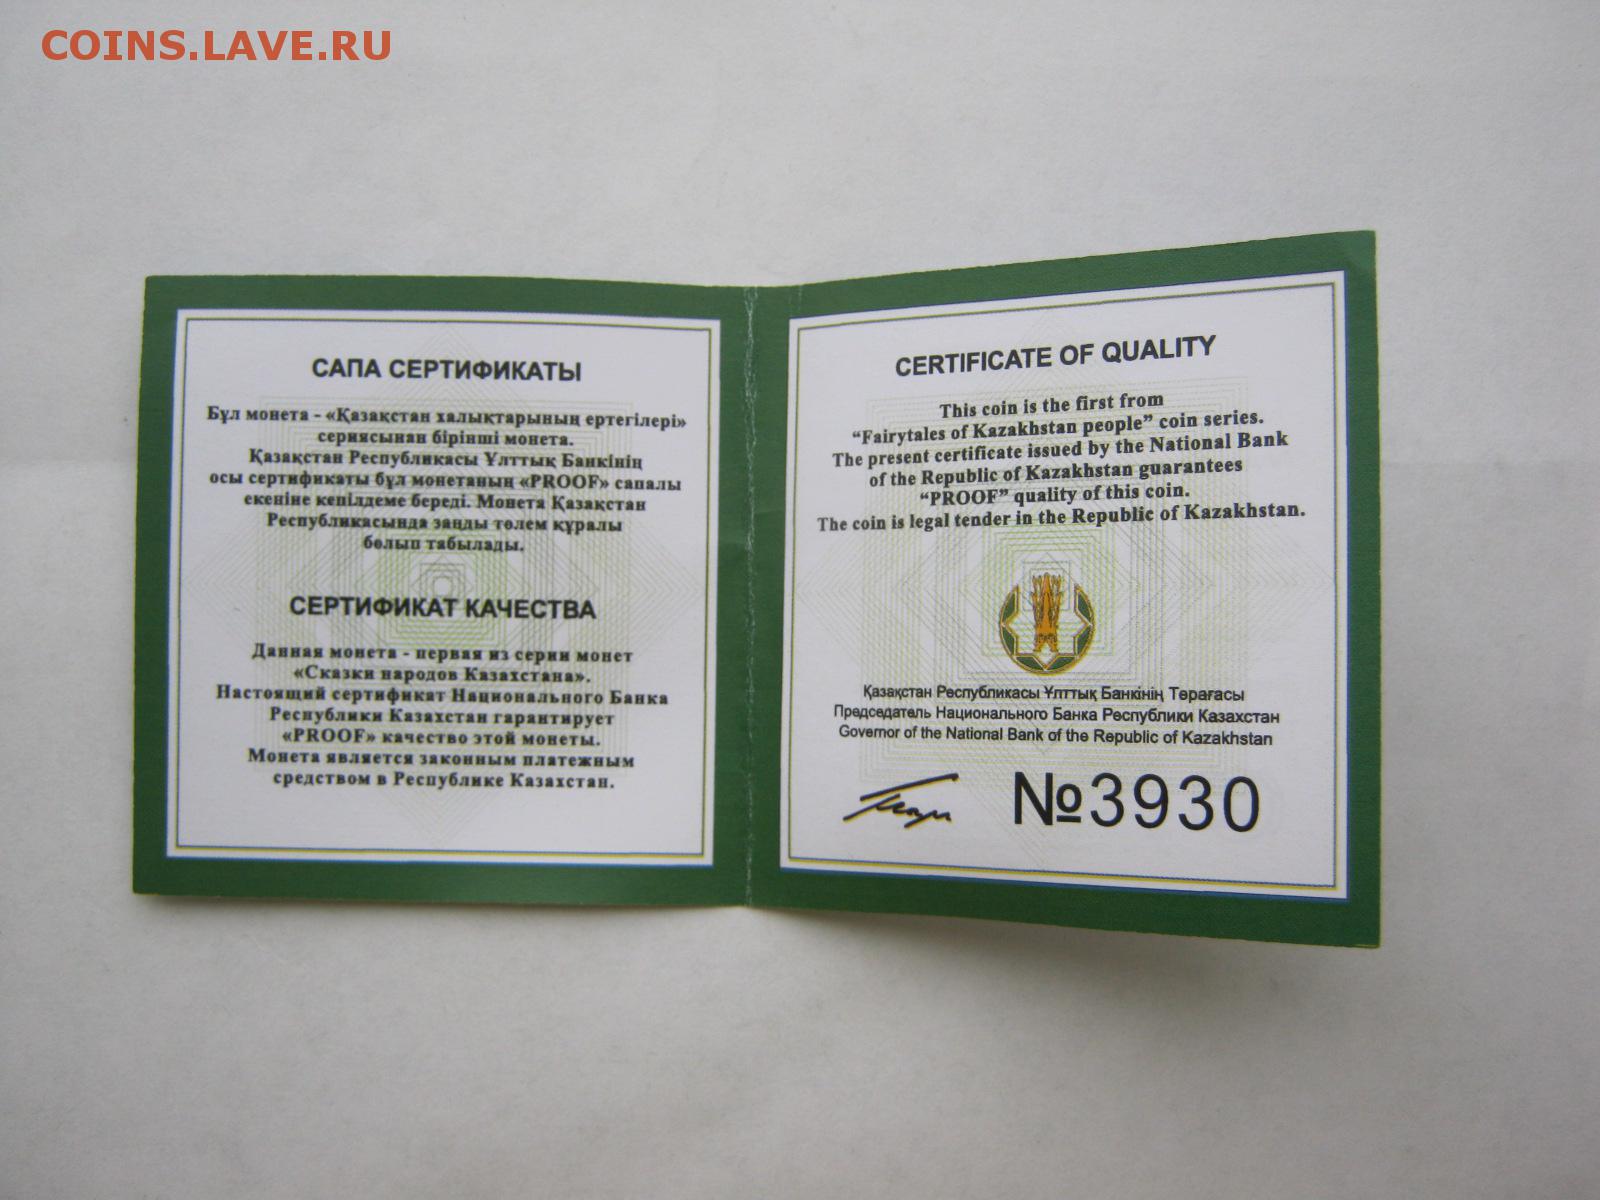 COINS.LAVE.RU
САПА СЕРТИФИКАТЫ
Бұл монета - «Қазақстан халықтарының ертегілері»
сериясынан бірінші монета.
Қазақстан Республикасы Ұлттық Банкінің
осы сертификаты бұл монетаның «PROOF» сапалы
екеніне кепілдеме береді. Монета Қазақстан
Республикасында заңды төлем құралы
болып табылады.
СЕРТИФИКАТ КАЧЕСТВА
Данная монета - первая из серии монет
«Сказки народов Казахстана».
Настоящий сертификат Национального Банка
Республики Казахстан гарантирует
«PROOF» качество этой монеты.
Монета является законным платежным
средством в Республике Казахстан.
CERTIFICATE OF QUALITY
This coin is the first from
“Fairytales of Kazakhstan people” coin series.
The present certificate issued by the National Bank
of the Republic of Kazakhstan guarantees
“PROOF” quality of this coin.
The coin is legal tender in the Republic of Kazakhstan.
Қазақстан Республикасы Ұлттық Банкінің Төрағасы
Председатель Национального Банка Республики Казахстан
Governor of the National Bank of the Republic of Kazakhstan
№3930